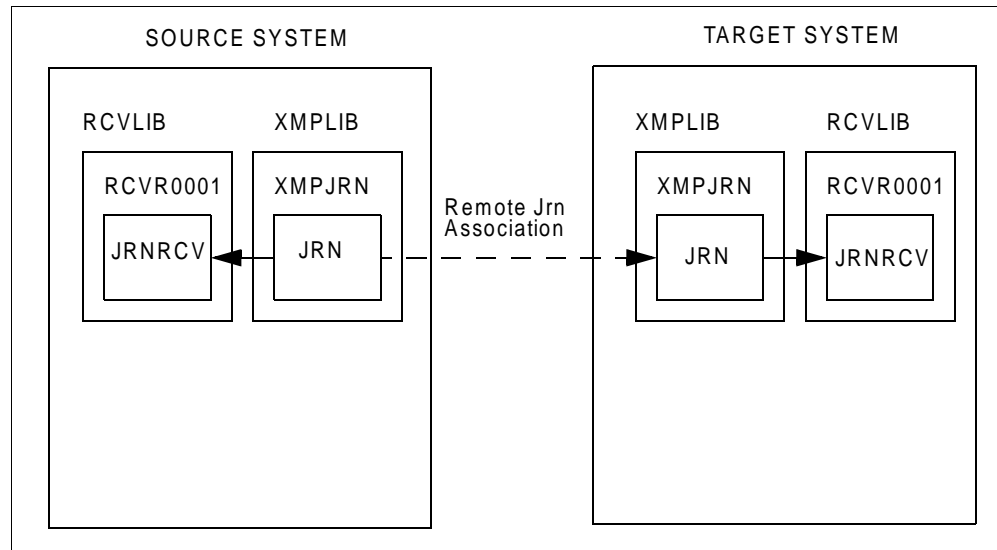 SOURCE SYSTEM
RCVLIB
XMPLIB
RCVR0001
XMPJRN
JRNRCV
JRN
Remote Jrn
Association
TARGET SYSTEM
XMPLIB
RCVLIB
XMPJRN
RCVR0001
JRN
JRNRCV